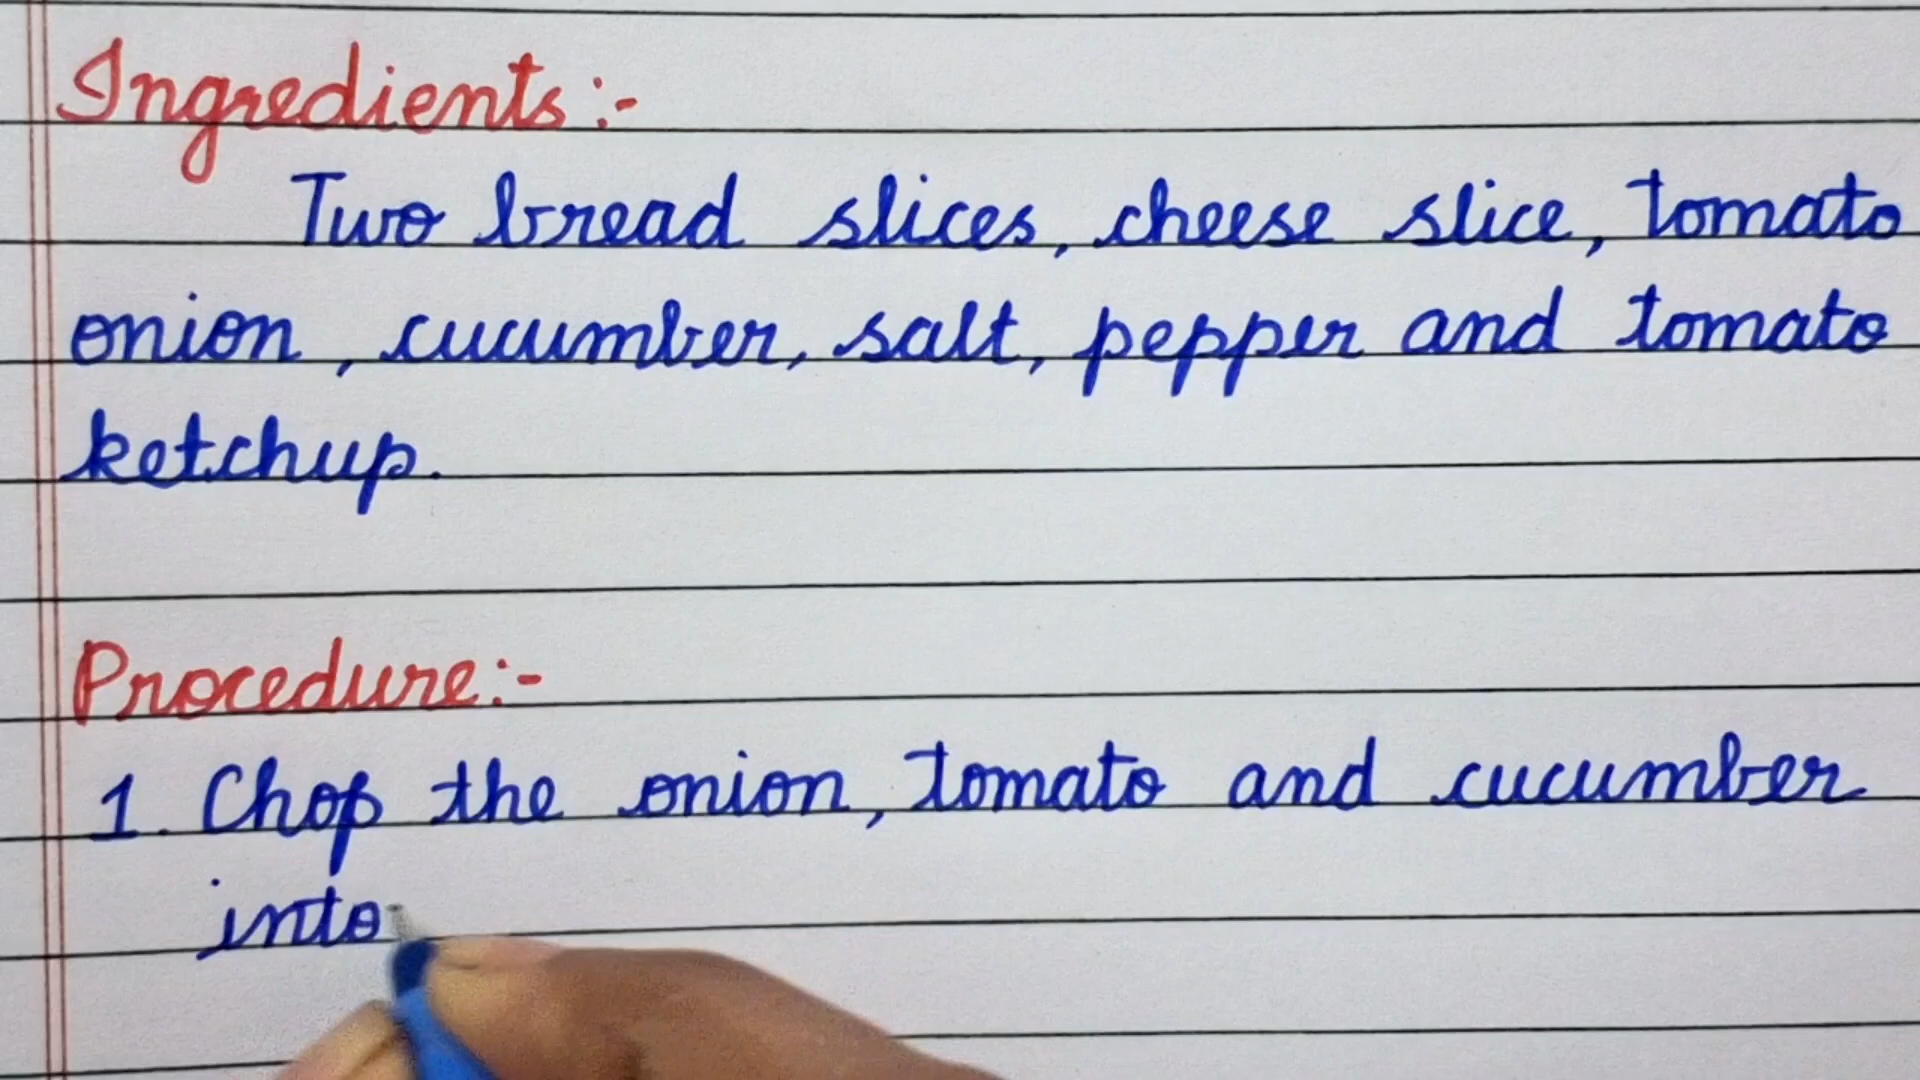 Ingredients:-
Two bread slices, cheese slice, tomato
onion, cucumber, salt, pepper and tomato
ketchup.
Procedure:-
1. Chop the onion, tomato and cucumber
into